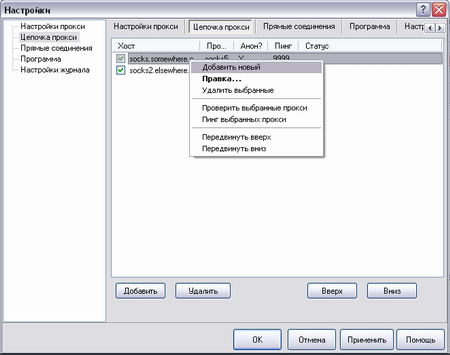 Настройки
Настройки прокси
Цепочка прокси
Прямые соединения
Программа
Настройки журнала
Настройки прокси Цепочка прокси Прямые соединения Программа Настр
Хост Про... Анон? Пинг Статус
socks.somewhere.o socks5 Y 9999
socks2.elsewhere.
Добавить новый
Правка...
Удалить выбранные
Проверить выбранные прокси
Пинг выбранных прокси
Передвинуть вверх
Передвинуть вниз
Добавить Удалить Вверх Вниз
OK Отмена Применить Помощь